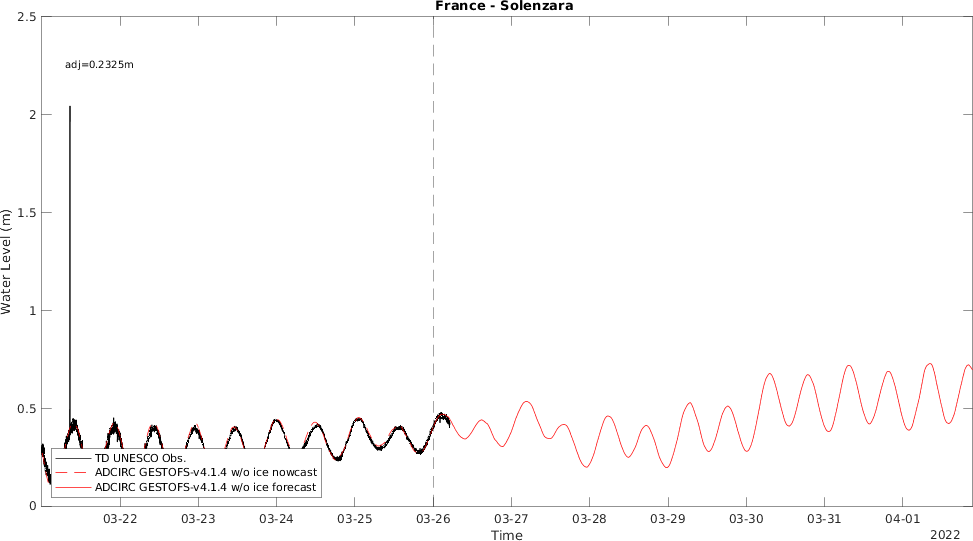 France - Solenzara
2.5
adj=0.2325m
2
1.5
Water Level (m)
1
0.5
TD UNESCO Obs.
ADCIRC GESTOFS-v4.1.4 w/o ice nowcast
ADCIRC GESTOFS-v4.1.4 w/o ice forecast
0
03-22 03-23 03-24 03-25 03-26 03-27 03-28 03-29 03-30 03-31 04-01
Time
2022